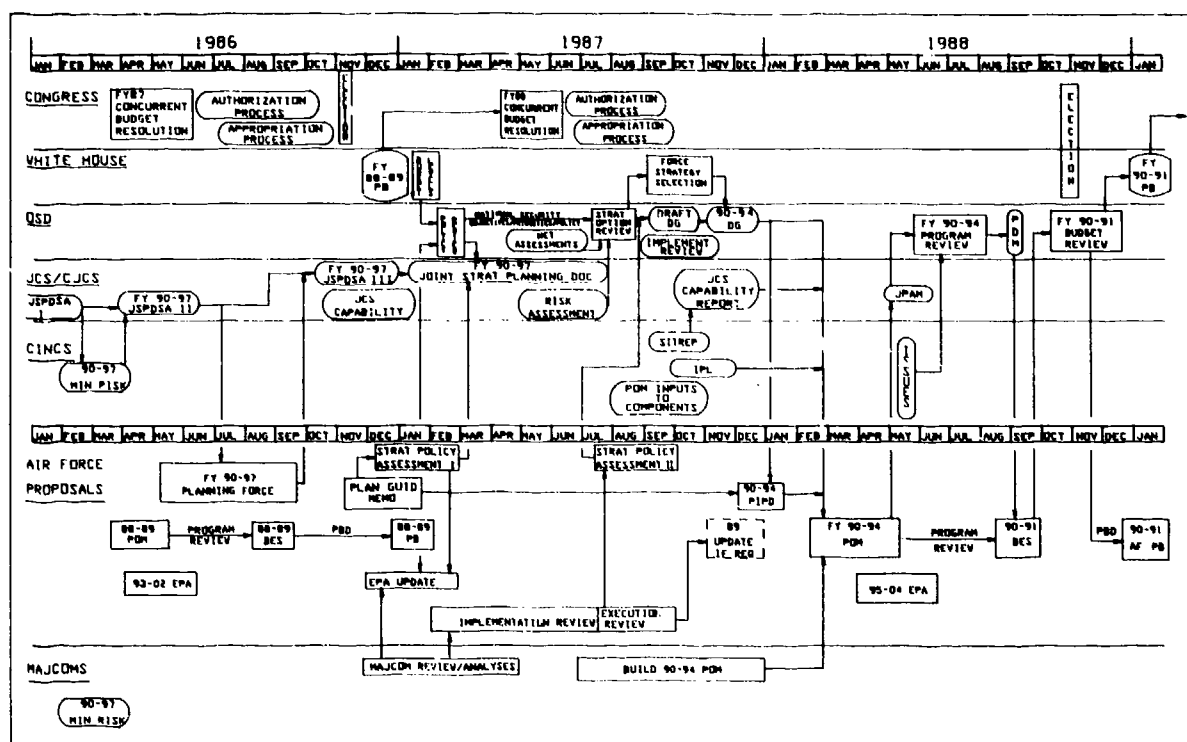 1986 1987 1988
JAN FEB MAR APR MAY JUN JUL AUG SEP OCT NOV DEC JAN FEB MAR APR MAY JUN JUL AUG SEP OCT NOV DEC JAN FEB MAR APR MAY JUN JUL AUG SEP OCT NOV DEC JAN
CONGRESS
FY87
CONCURRENT
BUDGET
RESOLUTION
AUTHORIZATION
PROCESS
APPROPRIATION
PROCESS
ELECTION
CONCURRENT
BUDGET
RESOLUTION
AUTHORIZATION
PROCESS
APPROPRIATION
PROCESS
ELECTION
WHITE HOUSE
FY
88-89
PB
FORCE
STRATEGY
SELECTION
FY
90-91
PB
OSD
NATIONAL SECURITY
NET
ASSESSMENTS
STRAT
OPTION
REVIEW
DRAFT
DG
90-94
DG
IMPLEMENT
REVIEW
FY 90-94
PROGRAM
REVIEW
PDM
FY 90-91
BUDGET
REVIEW
JCS/CJCS
JSPDSA
I
FY 90-97
JSPDSA II
FY 90-97
JSPDSA III
FY 90-97
JOINT STRAT PLANNING DOC
JCS
CAPABILITY
RISK
ASSESSMENT
JCS
CAPABILITY
REPORT
JPAM
CINCS
90-97
MIN RISK
SITREP
IPL
POM INPUTS
TO
COMPONENTS
ISSUES
JAN FEB MAR APR MAY JUN JUL AUG SEP OCT NOV DEC JAN FEB MAR APR MAY JUN JUL AUG SEP OCT NOV DEC JAN FEB MAR APR MAY JUN JUL AUG SEP OCT NOV DEC JAN
AIR FORCE
PROPOSALS
FY 90-97
PLANNING FORCE
STRAT POLICY
ASSESSMENT I
PLAN GUID
MEMO
STRAT POLICY
ASSESSMENT II
90-94
PIPD
88-89
POM
PROGRAM
REVIEW
88-89
BES
PBD
88-89
PB
89
UPDATE
IF REQ
FY 90-94
POM
PROGRAM
REVIEW
90-91
BES
PBD
90-91
AF PB
93-02 EPA
EPA UPDATE
95-04 EPA
IMPLEMENTATION REVIEW
EXECUTION
REVIEW
MAJCOMS
MAJCOM REVIEW/ANALYSES
BUILD 90-94 POM
90-97
MIN RISK